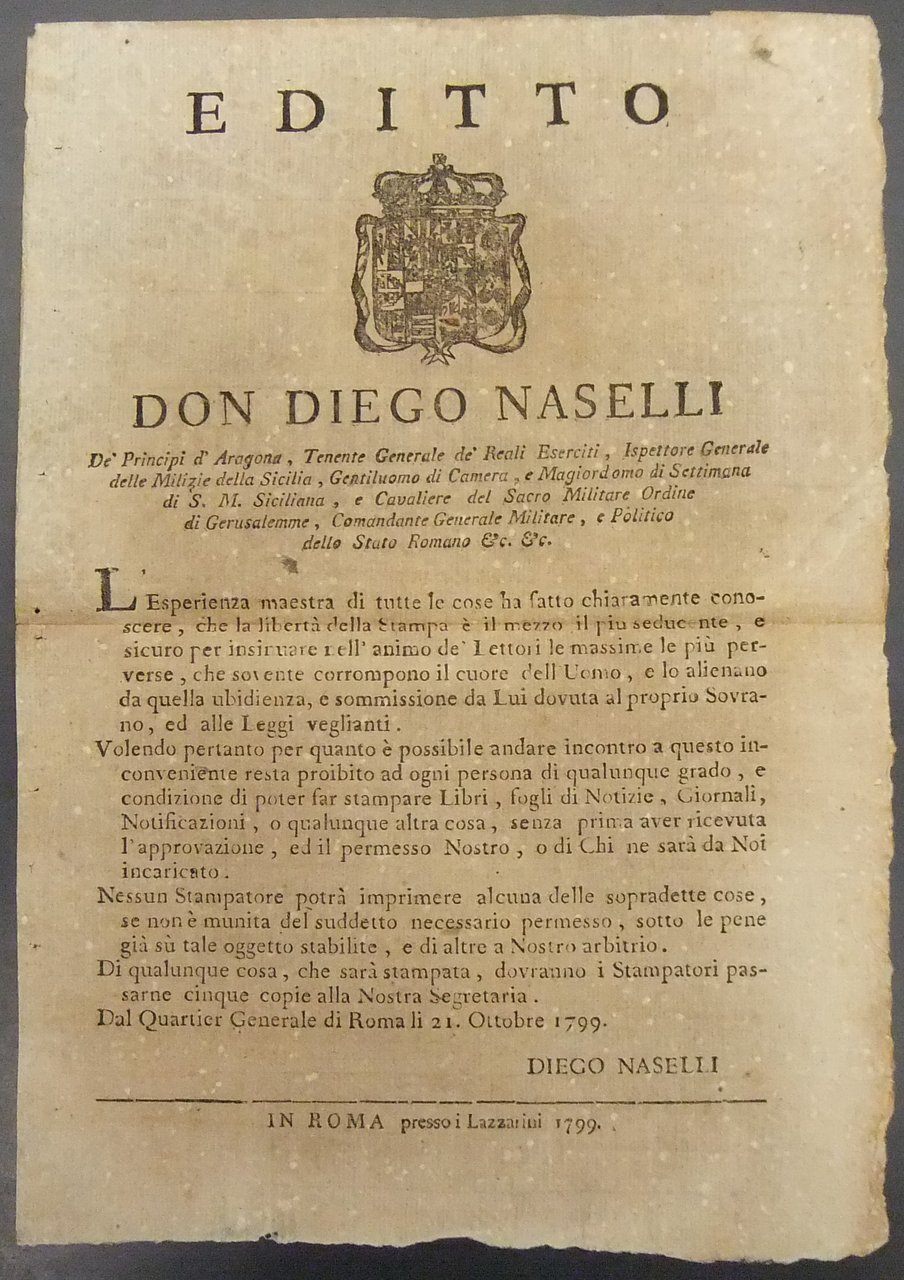 EDITTO
DON DIEGO NASELLI
De' Principi d' Aragona, Tenente Generale de' Reali Eserciti, Ispettore Generale
delle Milizie della Sicilia, Gentiluomo di Camera, e Magiordomo di Settimana
di S. M. Siciliana, e Cavaliere del Sacro Militare Ordine
di Gerusalemme, Comandante Generale Militare, e Politico
dello Stato Romano &c. &c.
L'Esperienza maestra di tutte le cose ha fatto chiaramente cono-
scere, che la libertà della Stampa è il mezzo il piu seducente, e
sicuro per insinuare nell' animo de' Lettori le massime le più per-
verse, che sovente corrompono il cuore dell Uomo, e lo alienano
da quella ubidienza, e sommissione da Lui dovuta al proprio Sovra-
no, ed alle Leggi veglianti.
Volendo pertanto per quanto è possibile andare incontro a questo in-
conveniente resta proibito ad ogni persona di qualunque grado, e
condizione di poter far stampare Libri, fogli di Notizie, Giornali,
Notificazioni, o qualunque altra cosa, senza prima aver ricevuta
l'approvazione, ed il permesso Nostro, o di Chi ne sarà da Noi
incaricato.
Nessun Stampatore potrà imprimere alcuna delle sopradette cose,
se non è munita del suddetto necessario permesso, sotto le pene
già sù tale oggetto stabilite, e di altre a Nostro arbitrio.
Di qualunque cosa, che sarà stampata, dovranno i Stampatori pas-
sarne cinque copie alla Nostra Segretaria.
Dal Quartier Generale di Roma li 21. Ottobre 1799.
DIEGO NASELLI
IN ROMA presso i Lazzarini 1799.